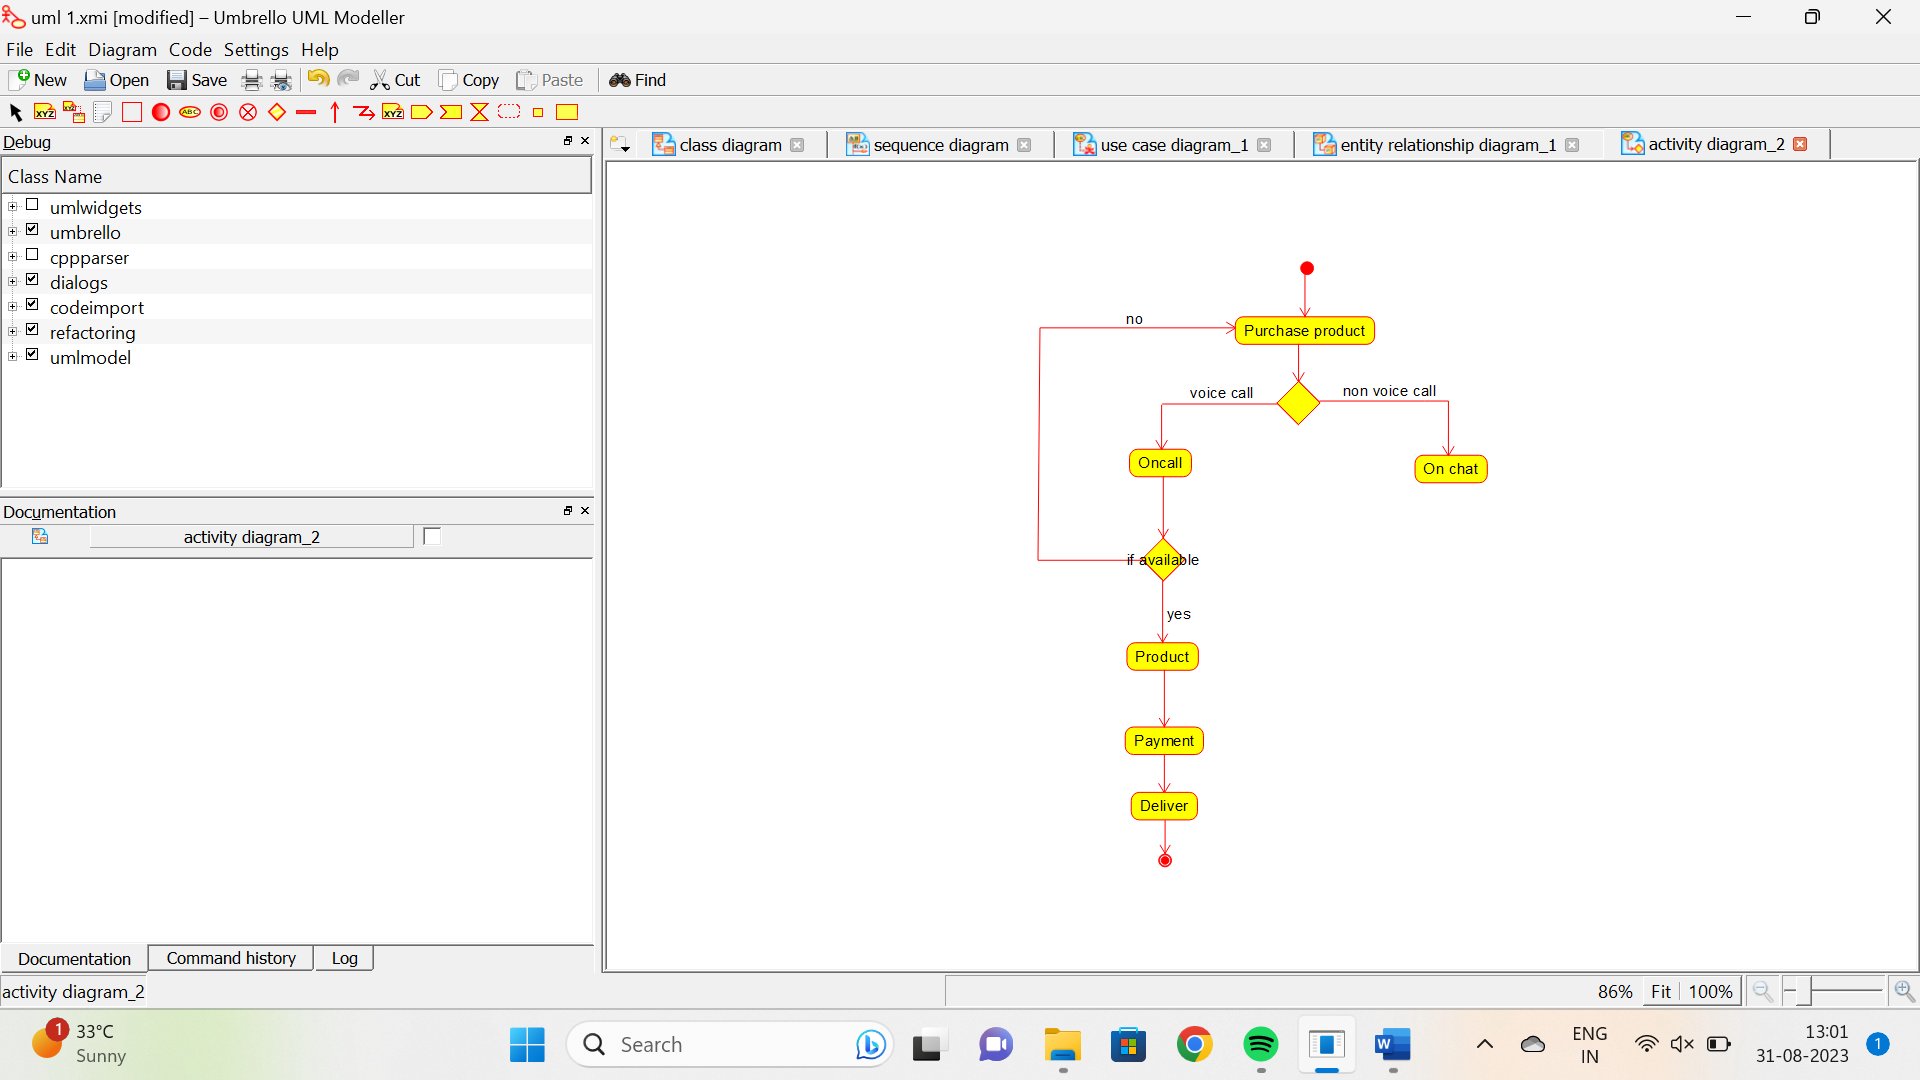 uml 1.xmi [modified] – Umbrello UML Modeller
File Edit Diagram Code Settings Help
New Open Save Cut Copy Paste Find
XYZ XYZ ABC XYZ
Debug
Class Name
umlwidgets
umbrello
cppparser
dialogs
codeimport
refactoring
umlmodel
Documentation
activity diagram_2
Documentation Command history Log
activity diagram_2
class diagram sequence diagram use case diagram_1 entity relationship diagram_1 activity diagram_2
no
Purchase product
voice call
non voice call
Oncall
On chat
if available
yes
Product
Payment
Deliver
86% Fit 100%
1
33°C
Sunny
Search
W
ENG
IN
13:01
31-08-2023
1